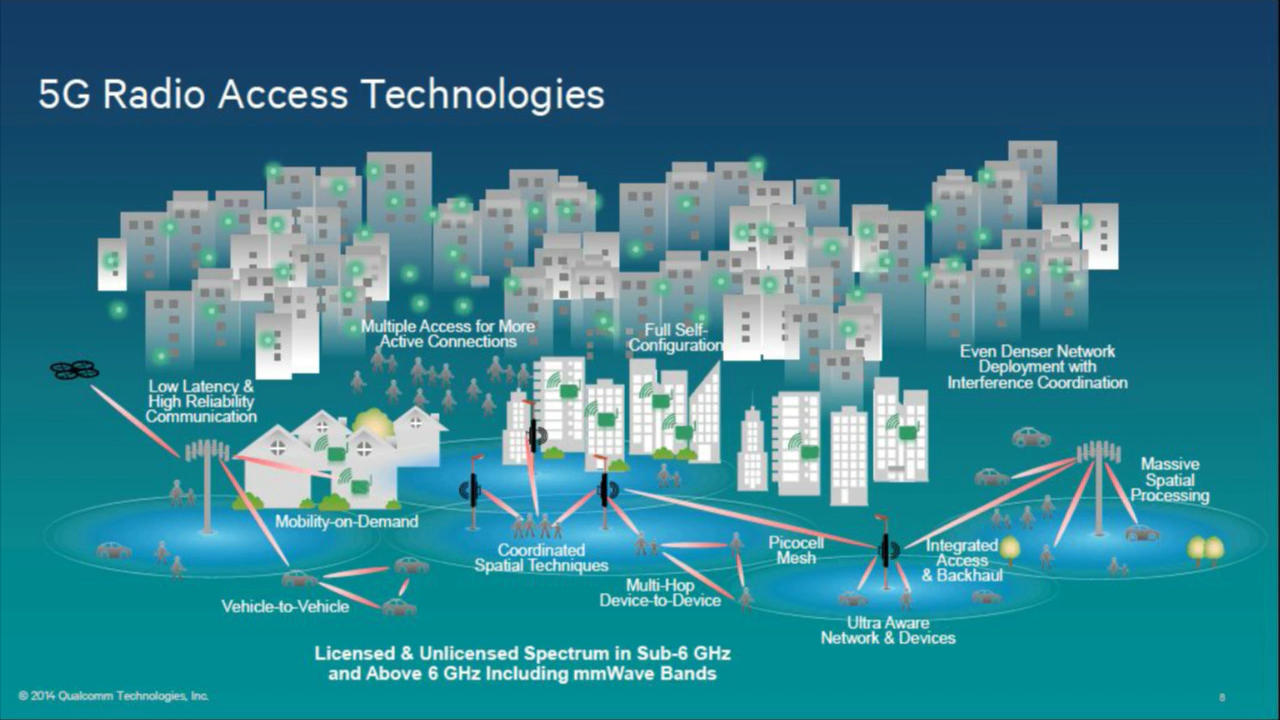 5G Radio Access Technologies
Multiple Access for More
Active Connections
Full Self-
Configuration
Even Denser Network
Deployment with
Interference Coordination
Low Latency &
High Reliability
Communication
Massive
Spatial
Processing
Mobility-on-Demand
Coordinated
Spatial Techniques
Picocell
Mesh
Integrated
Access
& Backhaul
Multi-Hop
Device-to-Device
Vehicle-to-Vehicle
Ultra Aware
Network & Devices
Licensed & Unlicensed Spectrum in Sub-6 GHz
and Above 6 GHz Including mmWave Bands
© 2014 Qualcomm Technologies, Inc.
8